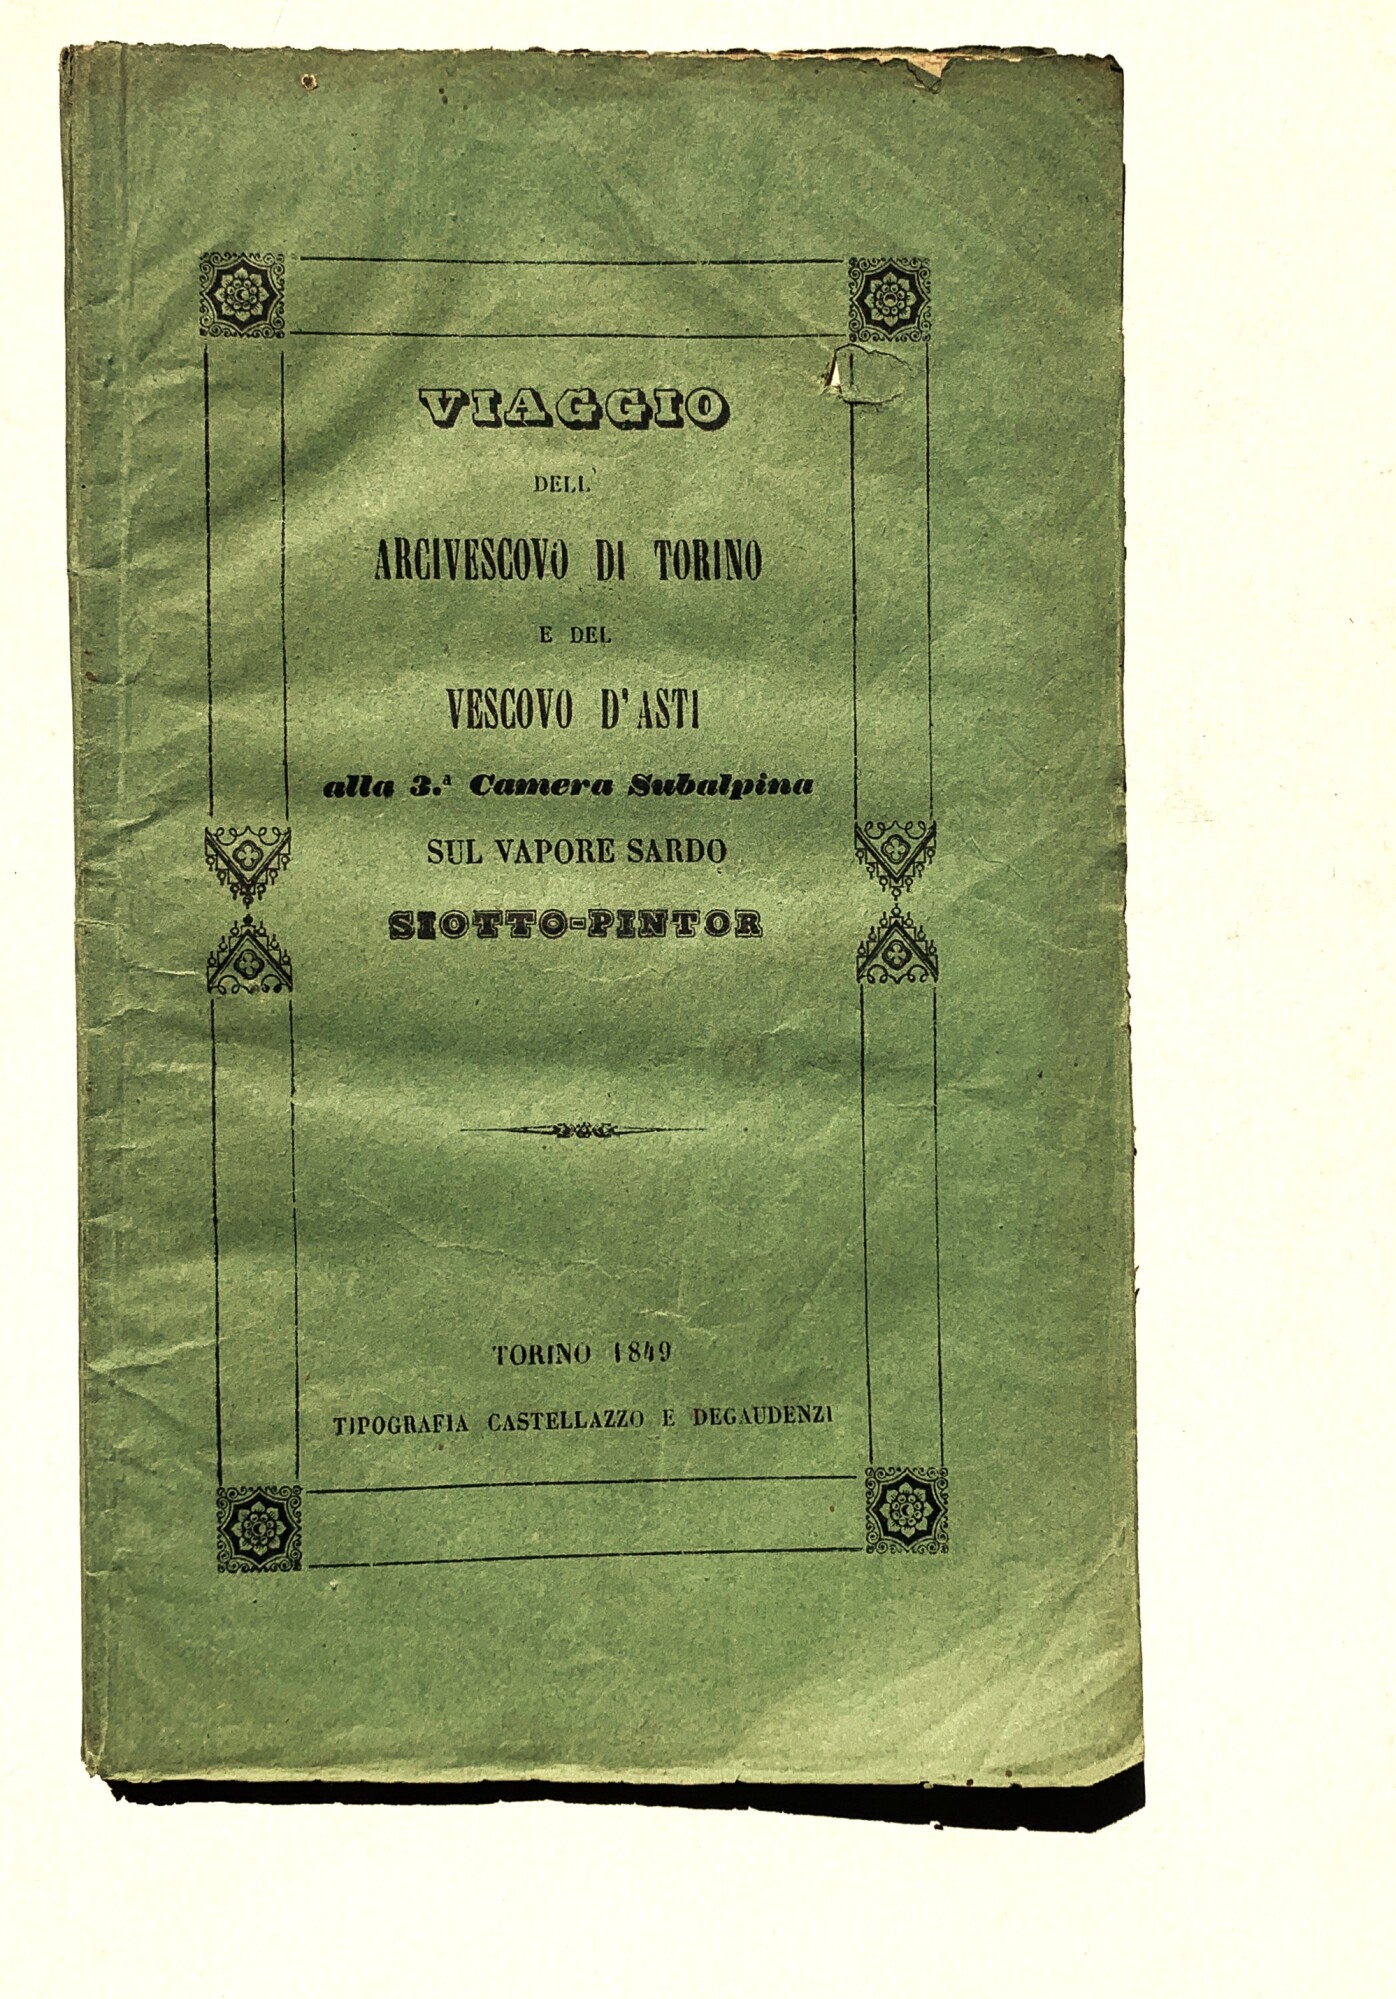 VIAGGIO
DELL'
ARCIVESCOVO DI TORINO
E DEL
VESCOVO D'ASTI
alla 3.ª Camera Subalpina
SUL VAPORE SARDO
SIOTTO-PINTOR
TORINO 1849
TIPOGRAFIA CASTELLAZZO E DEGAUDENZI